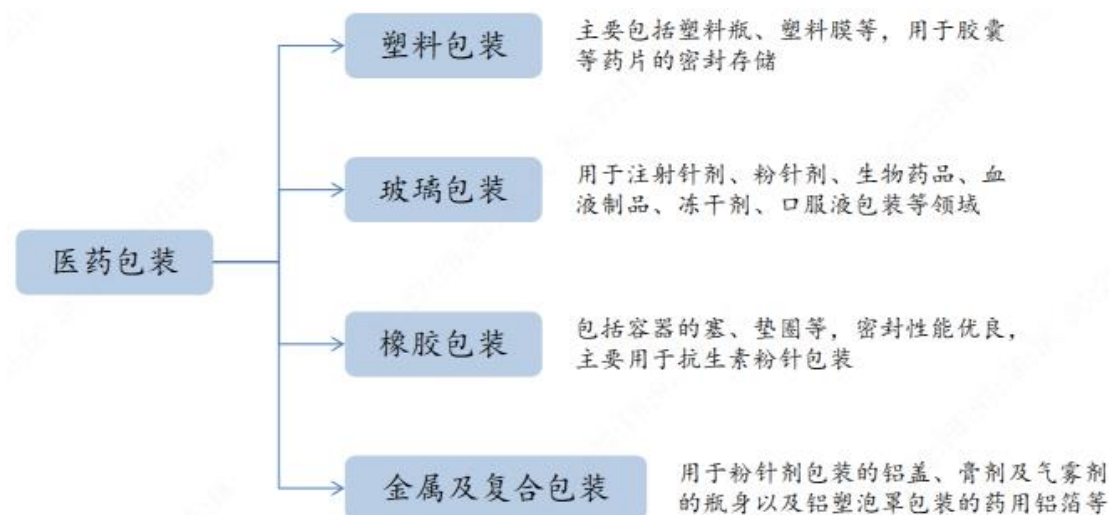 塑料包装
主要包括塑料瓶、塑料膜等，用于胶囊
等药片的密封存储
玻璃包装
用于注射针剂、粉针剂、生物药品、血
液制品、冻干剂、口服液包装等领域
医药包装
橡胶包装
包括容器的塞、垫圈等，密封性能优良，
主要用于抗生素粉针包装
金属及复合包装
用于粉针剂包装的铝盖、膏剂及气雾剂
的瓶身以及铝塑泡罩包装的药用铝箔等